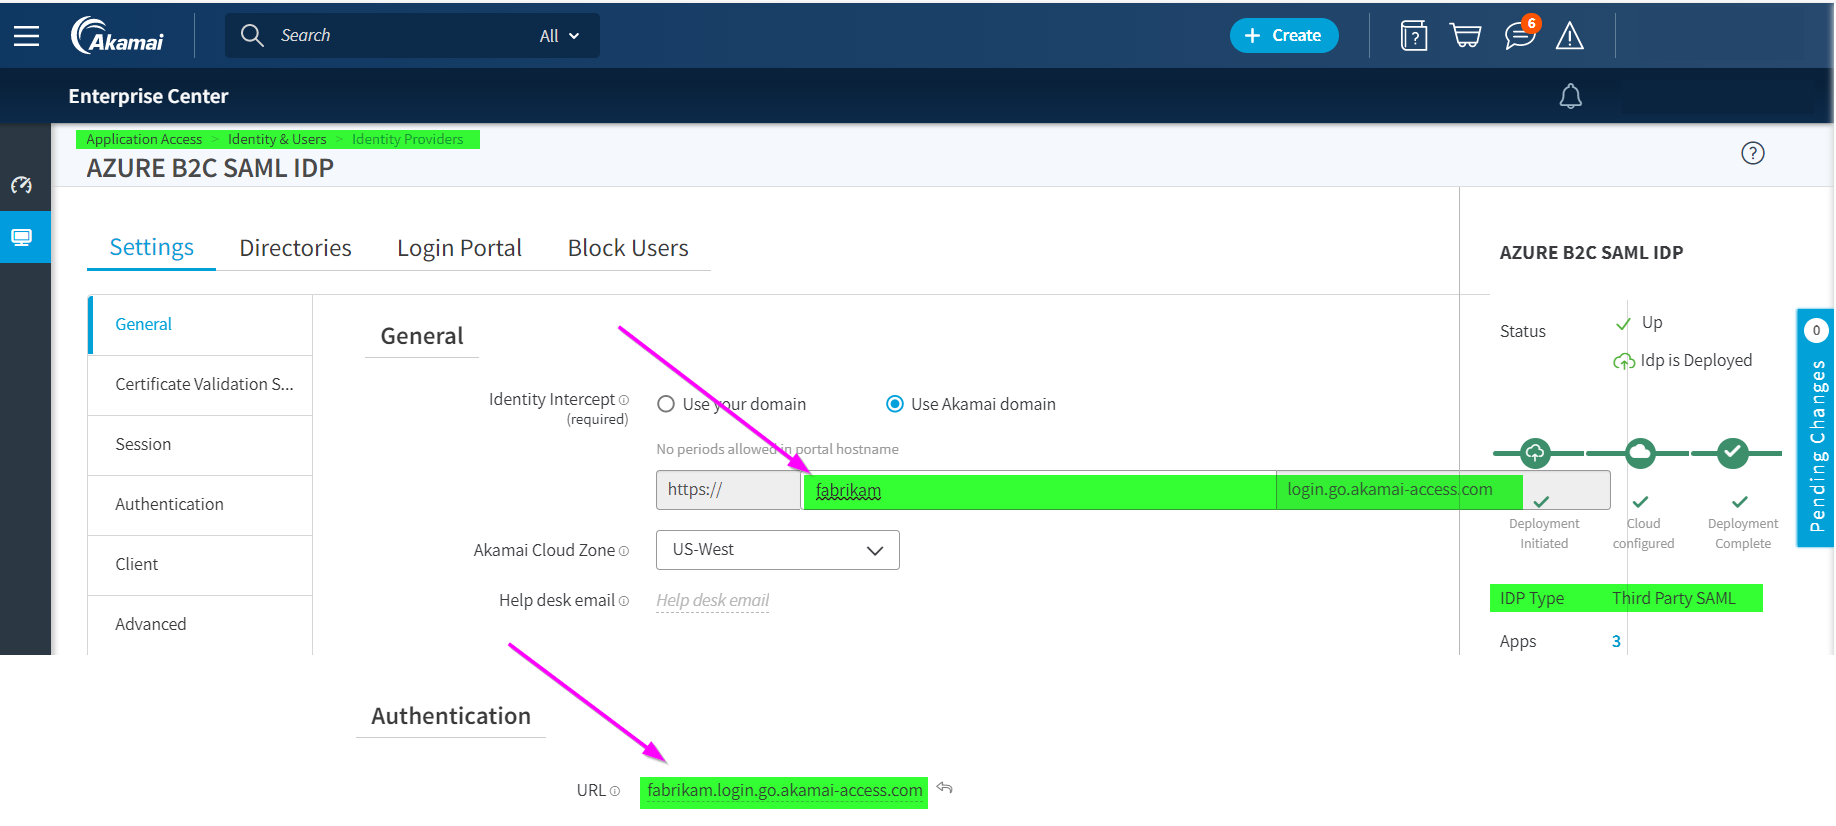 Akamai
Search
All
+ Create
6
Enterprise Center
Application Access > Identity & Users > Identity Providers
AZURE B2C SAML IDP
Settings
Directories
Login Portal
Block Users
General
Certificate Validation S...
Session
Authentication
Client
Advanced
General
Identity Intercept
(required)
Use your domain
Use Akamai domain
No periods allowed in portal hostname
https://
fabrikam
login.go.akamai-access.com
Akamai Cloud Zone
US-West
Help desk email
Help desk email
AZURE B2C SAML IDP
Status
Up
Idp is Deployed
Deployment
Initiated
Cloud
configured
Deployment
Complete
IDP Type
Third Party SAML
Apps
3
0
Pending Changes
Authentication
URL
fabrikam.login.go.akamai-access.com